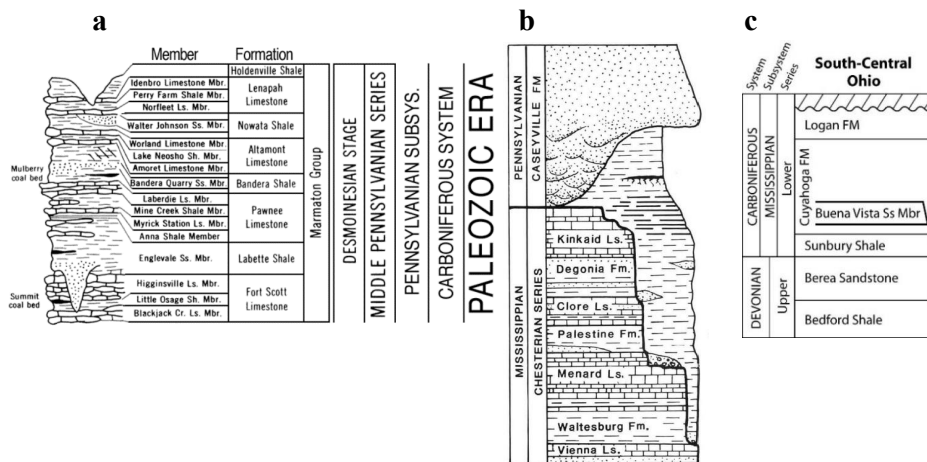 a
Member Formation
Holdenville Shale
Idenbro Limestone Mbr.
Perry Farm Shale Mbr.
Norfleet Ls. Mbr.
Lenapah
Limestone
Walter Johnson Ss. Mbr.
Nowata Shale
Worland Limestone Mbr.
Lake Neosho Sh. Mbr.
Amoret Limestone Mbr.
Altamont
Limestone
Mulberry
coal bed
Bandera Quarry Ss. Mbr.
Bandera Shale
Laberdie Ls. Mbr.
Mine Creek Shale Mbr.
Myrick Station Ls. Mbr.
Anna Shale Member
Pawnee
Limestone
Englevale Ss. Mbr.
Labette Shale
Higginsville Ls. Mbr.
Little Osage Sh. Mbr.
Blackjack Cr. Ls. Mbr.
Fort Scott
Limestone
Summit
coal bed
Marmaton Group
DESMOINESIAN STAGE
MIDDLE PENNSYLVANIAN SERIES
PENNSYLVANIAN SUBSYS.
CARBONIFEROUS SYSTEM
PALEOZOIC ERA
b
PENNSYLVANIAN
CASEYVILLE FM
MISSISSIPPIAN
CHESTERIAN SERIES
Kinkaid Ls.
Degonia Fm.
Clore Ls.
Palestine Fm.
Menard Ls.
Waltesburg Fm.
Vienna Ls.
c
System
Subsystem
Series
South-Central
Ohio
CARBONIFEROUS
MISSISSIPPIAN
Lower
Logan FM
Cuyahoga FM
Buena Vista Ss Mbr
Sunbury Shale
DEVONIAN
Upper
Berea Sandstone
Bedford Shale